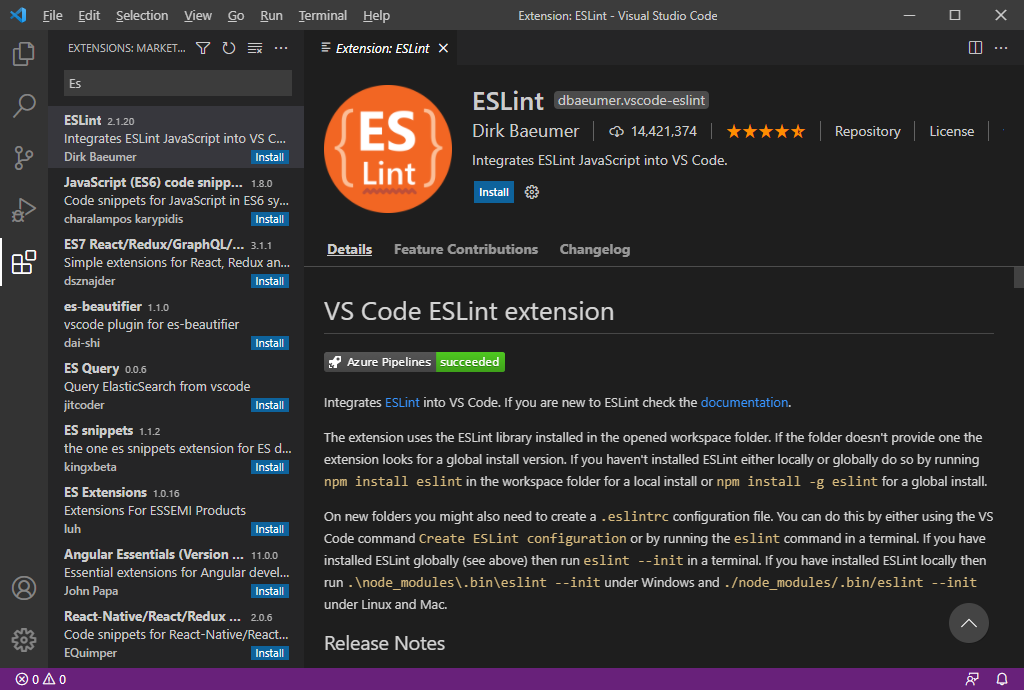 File Edit Selection View Go Run Terminal Help Extension: ESLint - Visual Studio Code
EXTENSIONS: MARKET...
Es
ESLint 2.1.20
Integrates ESLint JavaScript into VS C...
Dirk Baeumer Install
JavaScript (ES6) code snipp... 1.8.0
Code snippets for JavaScript in ES6 sy...
charalampos karypidis Install
ES7 React/Redux/GraphQL/... 3.1.1
Simple extensions for React, Redux an...
dsznajder Install
es-beautifier 1.1.0
vscode plugin for es-beautifier
dai-shi Install
ES Query 0.0.6
Query ElasticSearch from vscode
jitcoder Install
ES snippets 1.1.2
the one es snippets extension for ES d...
kingxbeta Install
ES Extensions 1.0.16
Extensions For ESSEMI Products
luh Install
Angular Essentials (Version ... 11.0.0
Essential extensions for Angular devel...
John Papa Install
React-Native/React/Redux ... 2.0.6
Code snippets for React-Native/React...
EQuimper Install
Extension: ESLint
{ES
Lint}
ESLint dbaeumer.vscode-eslint
Dirk Baeumer 14,421,374 Repository License
Integrates ESLint JavaScript into VS Code.
Install
Details Feature Contributions Changelog
VS Code ESLint extension
Azure Pipelines succeeded
Integrates ESLint into VS Code. If you are new to ESLint check the documentation.
The extension uses the ESLint library installed in the opened workspace folder. If the folder doesn't provide one the
extension looks for a global install version. If you haven't installed ESLint either locally or globally do so by running
npm install eslint in the workspace folder for a local install or npm install -g eslint for a global install.
On new folders you might also need to create a .eslintrc configuration file. You can do this by either using the VS
Code command Create ESLint configuration or by running the eslint command in a terminal. If you have
installed ESLint globally (see above) then run eslint --init in a terminal. If you have installed ESLint locally then
run .\node_modules\.bin\eslint --init under Windows and ./node_modules/.bin/eslint --init
under Linux and Mac.
Release Notes
0 0